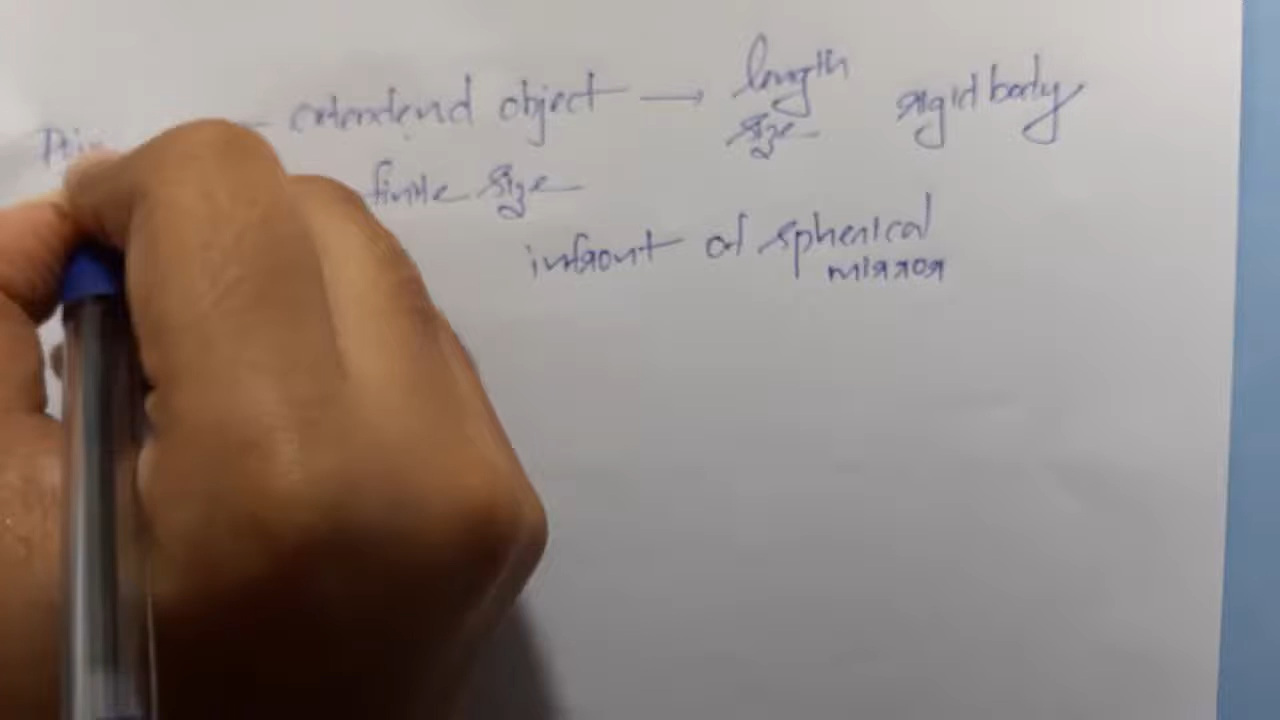 extendend object → length
size
rigid body
finite size
infront of spherical
mirror